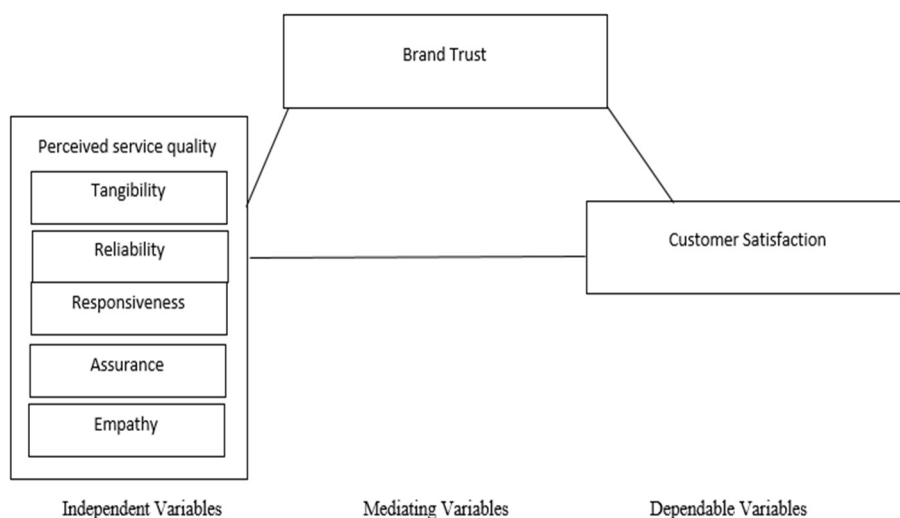 Brand Trust
Perceived service quality
Tangibility
Reliability
Responsiveness
Assurance
Empathy
Customer Satisfaction
Independent Variables
Mediating Variables
Dependable Variables